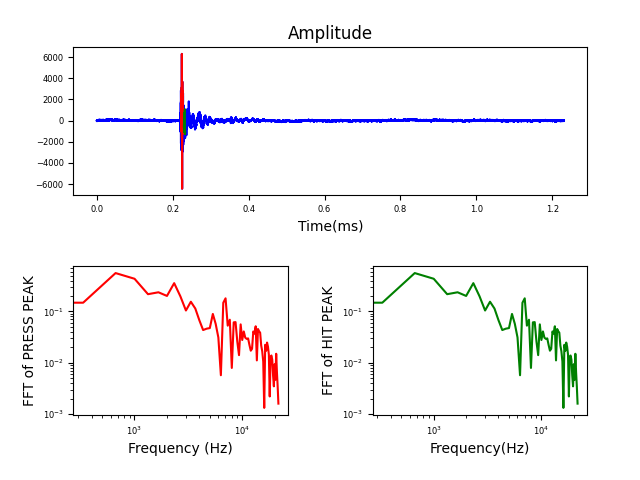 Amplitude
6000
4000
2000
0
−2000
−4000
−6000
0.0 0.2 0.4 0.6 0.8 1.0 1.2
Time(ms)
FFT of PRESS PEAK
10⁻¹
10⁻²
10⁻³
10³ 10⁴
Frequency (Hz)
FFT of HIT PEAK
10⁻¹
10⁻²
10⁻³
10³ 10⁴
Frequency(Hz)